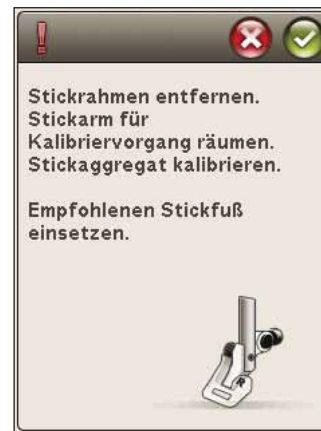 Stickrahmen entfernen.
Stickarm für
Kalibriervorgang räumen.
Stickaggregat kalibrieren.
Empfohlenen Stickfuß
einsetzen.
R